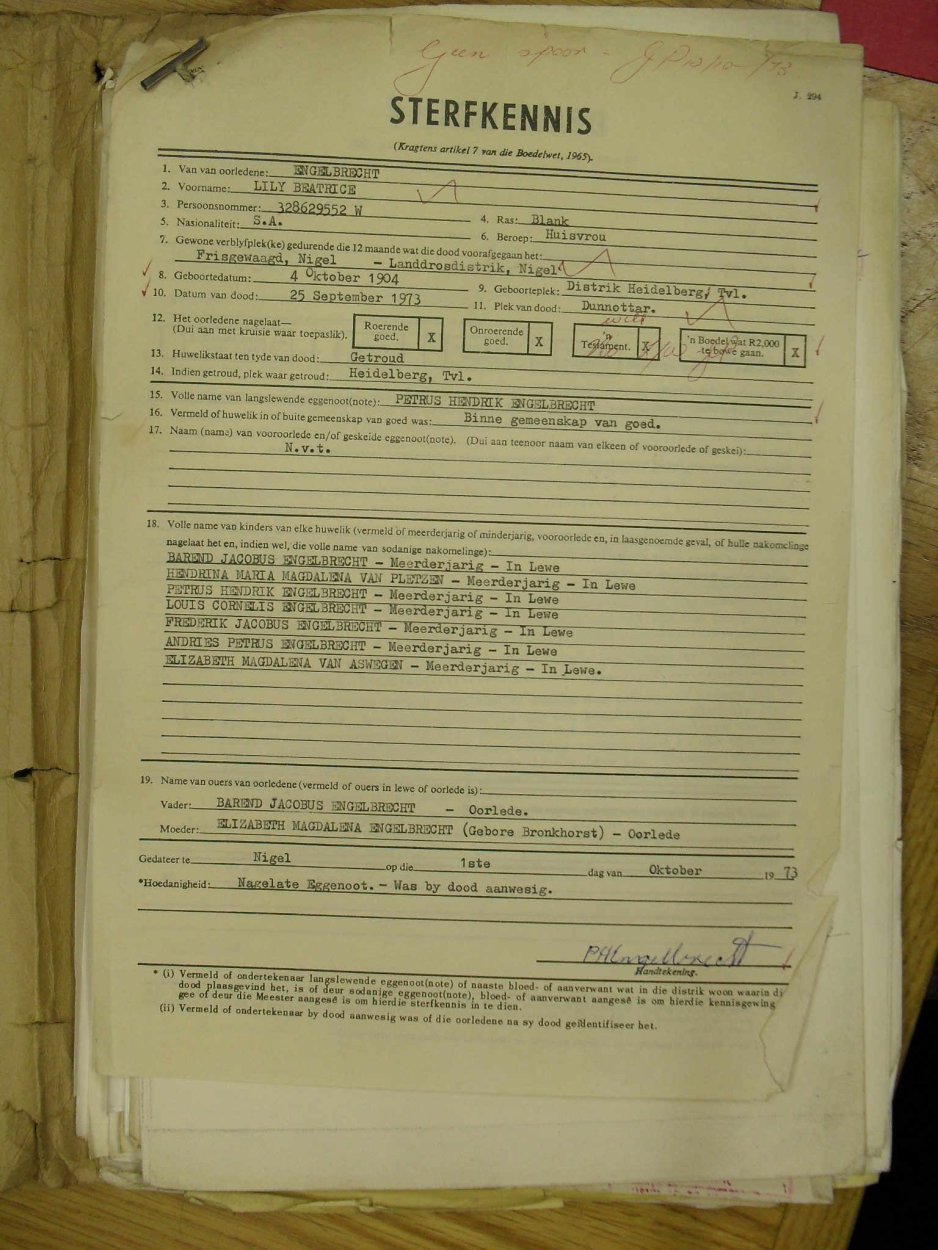 Geen spoor -
J. 294
STERFKENNIS
(Kragtens artikel 7 van die Boedelwet, 1965).
1. Van van oorledene: ENGELBRECHT
2. Voorname: LILY BEATRICE
3. Persoonsnommer: 328629552 W 4. Ras: Blank
5. Nasionaliteit: S.A. 6. Beroep: Huisvrou
7. Gewone verblyfplek(ke) gedurende die 12 maande wat die dood voorafgegaan het:
Frisgewaagd, Nigel - Landdrosdistrik, Nigel
8. Geboortedatum: 4 Oktober 1904 9. Geboorteplek: Distrik Heidelberg, Tvl.
10. Datum van dood: 25 September 1973 11. Plek van dood: Dunnottar.
12. Het oorledene nagelaat—
(Dui aan met kruisie waar toepaslik).
Roerende goed. X
Onroerende goed. X
'n Testament. X
'n Boedel wat R2,000 te bowe gaan. X
13. Huwelikstaat ten tyde van dood: Getroud
14. Indien getroud, plek waar getroud: Heidelberg, Tvl.
15. Volle name van langslewende eggenoot(note): PETRUS HENDRIK ENGELBRECHT
16. Vermeld of huwelik in of buite gemeenskap van goed was: Binne gemeenskap van goed.
17. Naam (name) van vooroorlede en/of geskeide eggenoot(note). (Dui aan teenoor naam van elkeen of vooroorlede of geskei):
N.v.t.
18. Volle name van kinders van elke huwelik (vermeld of meerderjarig of minderjarig, vooroorlede en, in laasgenoemde geval, of hulle nakomelinge
nagelaat het en, indien wel, die volle name van sodanige nakomelinge):
BAREND JACOBUS ENGELBRECHT - Meerderjarig - In Lewe
HENDRINA MARIA MAGDALENA VAN PLETZEN - Meerderjarig - In Lewe
PETRUS HENDRIK ENGELBRECHT - Meerderjarig - In Lewe
LOUIS CORNELIS ENGELBRECHT - Meerderjarig - In Lewe
FREDERIK JACOBUS ENGELBRECHT - Meerderjarig - In Lewe
ANDRIES PETRUS ENGELBRECHT - Meerderjarig - In Lewe
ELIZABETH MAGDALENA VAN ASWEGEN - Meerderjarig - In Lewe.
19. Name van ouers van oorledene (vermeld of ouers in lewe of oorlede is):
Vader: BAREND JACOBUS ENGELBRECHT - Oorlede.
Moeder: ELIZABETH MAGDALENA ENGELBRECHT (Gebore Bronkhorst) - Oorlede
Gedateer te Nigel op die 1ste dag van Oktober 19 73
*Hoedanigheid: Nagelate Eggenoot. - Was by dood aanwesig.
PHEngelbrecht
Handtekening.
* (i) Vermeld of ondertekenaar langslewende eggenoot(note) of naaste bloed- of aanverwant wat in die distrik woon waarin di
dood plaasgevind het, is of deur sodanige eggenoot(note), bloed- of aanverwant aangesê is om hierdie kennisgewing
gee of deur die Meester aangesê is om hierdie sterfkennis in te dien.
(ii) Vermeld of ondertekenaar by dood aanwesig was of die oorledene na sy dood geïdentifiseer het.